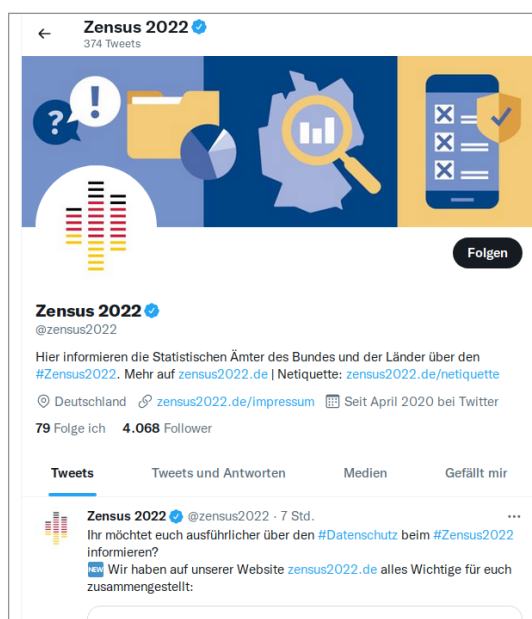 Zensus 2022
374 Tweets
?
!
Folgen
Zensus 2022
@zensus2022
Hier informieren die Statistischen Ämter des Bundes und der Länder über den
#Zensus2022. Mehr auf zensus2022.de | Netiquette: zensus2022.de/netiquette
Deutschland zensus2022.de/impressum Seit April 2020 bei Twitter
79 Folge ich 4.068 Follower
Tweets Tweets und Antworten Medien Gefällt mir
Zensus 2022 @zensus2022 · 7 Std.
Ihr möchtet euch ausführlicher über den #Datenschutz beim #Zensus2022
informieren?
NEW Wir haben auf unserer Website zensus2022.de alles Wichtige für euch
zusammengestellt: